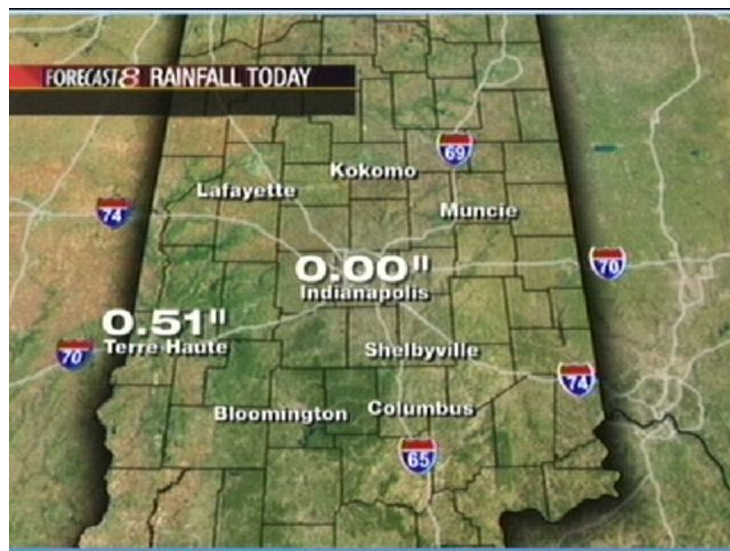 FORECAST8 RAINFALL TODAY
69
Kokomo
Lafayette
74
Muncie
0.00"
70
Indianapolis
0.51"
Terre Haute
70
Shelbyville
74
Bloomington
Columbus
65